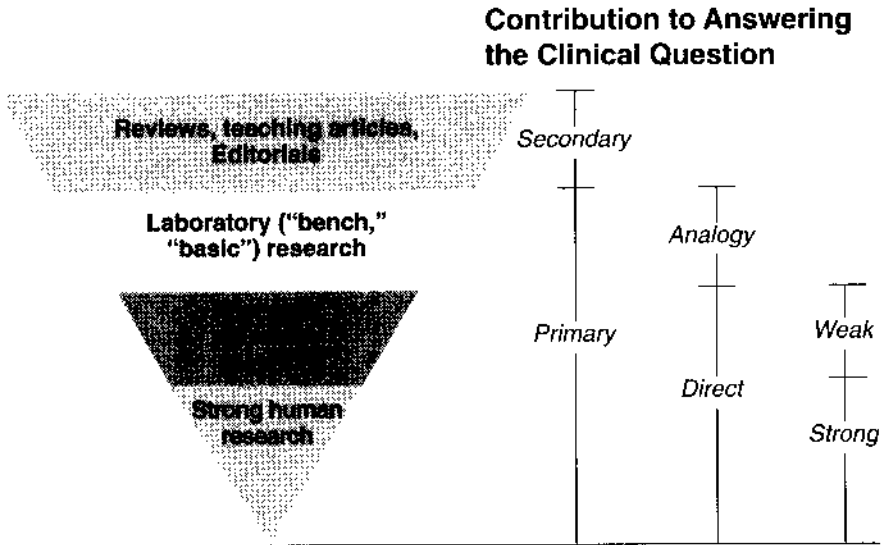 Contribution to Answering
the Clinical Question
Reviews, teaching articles,
Editorials
Secondary
Laboratory (“bench,”
“basic”) research
Analogy
Primary
Weak
Direct
Strong human
research
Strong